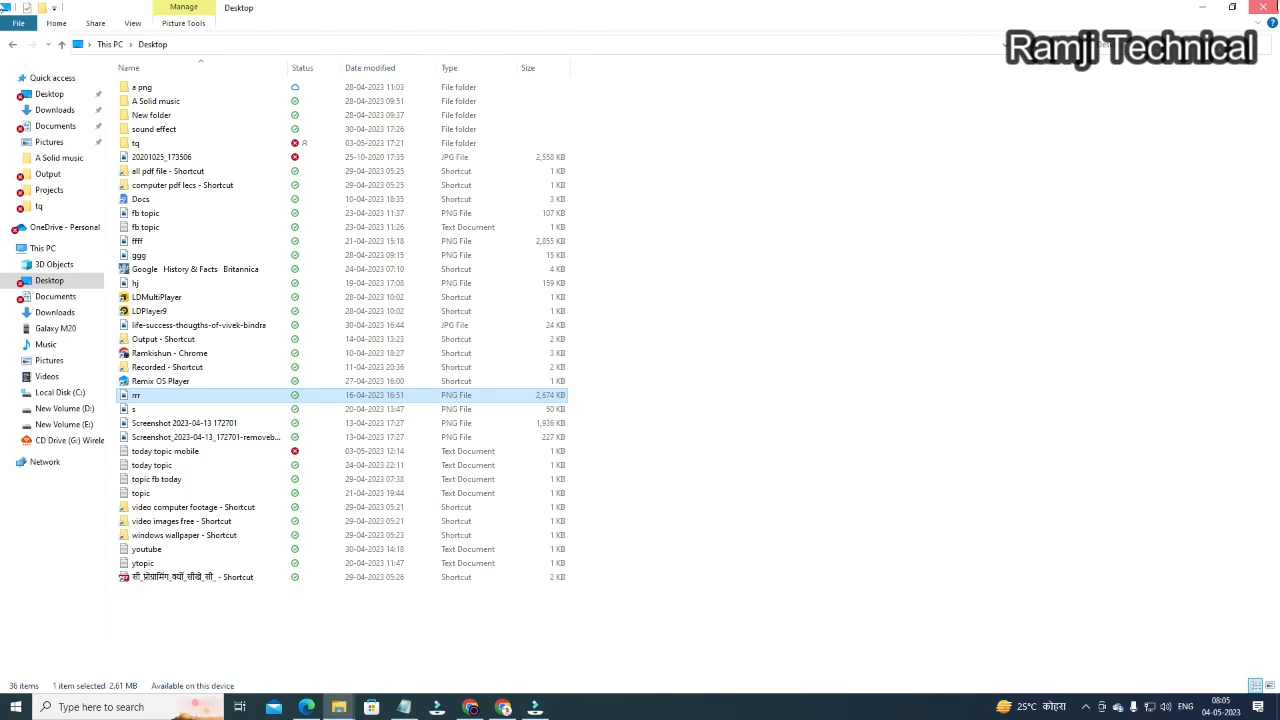 Manage
Desktop
File
Home
Share
View
Picture Tools
This PC
Desktop
Ramji Technical
Name
Status
Date modified
Type
Size
Quick access
Desktop
Downloads
Documents
Pictures
A Solid music
Output
Projects
tq
OneDrive - Personal
This PC
3D Objects
Desktop
Documents
Downloads
Galaxy M20
Music
Pictures
Videos
Local Disk (C:)
New Volume (D:)
New Volume (E:)
CD Drive (G:) Wirele
Network
a png 28-04-2023 11:03 File folder
A Solid music 28-04-2023 09:51 File folder
New folder 28-04-2023 09:37 File folder
sound effect 30-04-2023 17:26 File folder
tq 03-05-2023 17:21 File folder
20201025_173506 25-10-2020 17:35 JPG File 2,558 KB
all pdf file - Shortcut 29-04-2023 05:25 Shortcut 1 KB
computer pdf lecs - Shortcut 29-04-2023 05:25 Shortcut 1 KB
Docs 10-04-2023 18:35 Shortcut 3 KB
fb topic 23-04-2023 11:37 PNG File 107 KB
fb topic 23-04-2023 11:26 Text Document 1 KB
ffff 21-04-2023 15:18 PNG File 2,855 KB
ggg 28-04-2023 09:15 PNG File 15 KB
Google History & Facts Britannica 24-04-2023 07:10 Shortcut 4 KB
hj 19-04-2023 17:08 PNG File 159 KB
LDMultiPlayer 28-04-2023 10:02 Shortcut 1 KB
LDPlayer9 28-04-2023 10:02 Shortcut 1 KB
life-success-thougths-of-vivek-bindra 30-04-2023 16:44 JPG File 24 KB
Output - Shortcut 14-04-2023 13:23 Shortcut 2 KB
Ramkishun - Chrome 10-04-2023 18:27 Shortcut 3 KB
Recorded - Shortcut 11-04-2023 20:36 Shortcut 2 KB
Remix OS Player 27-04-2023 16:00 Shortcut 1 KB
rrr 16-04-2023 16:51 PNG File 2,674 KB
s 20-04-2023 13:47 PNG File 50 KB
Screenshot 2023-04-13 172701 13-04-2023 17:27 PNG File 1,936 KB
Screenshot_2023-04-13_172701-removeb... 13-04-2023 17:27 PNG File 227 KB
today topic mobile 03-05-2023 12:14 Text Document 1 KB
today topic 24-04-2023 22:11 Text Document 1 KB
topic fb today 29-04-2023 07:38 Text Document 1 KB
topic 21-04-2023 19:44 Text Document 1 KB
video computer footage - Shortcut 29-04-2023 05:21 Shortcut 1 KB
video images free - Shortcut 29-04-2023 05:21 Shortcut 1 KB
windows wallpaper - Shortcut 29-04-2023 05:23 Shortcut 1 KB
youtube 30-04-2023 14:18 Text Document 1 KB
ytopic 20-04-2023 11:47 Text Document 1 KB
सी_प्रोग्रामिंग_क्यों_सीखे_सी_ - Shortcut 29-04-2023 05:26 Shortcut 2 KB
36 items 1 item selected 2.61 MB Available on this device
Type here to search
25°C कोहरा
ENG
08:05
04-05-2023